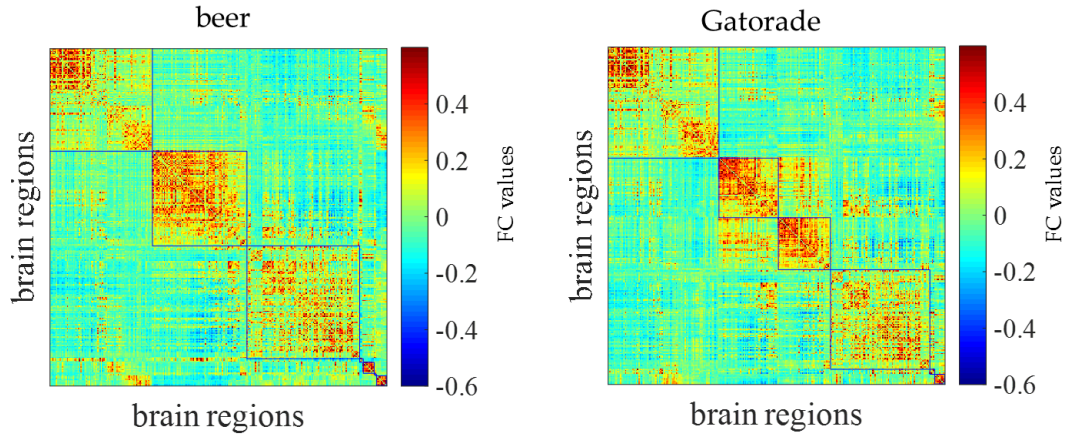 beer
Gatorade
brain regions
0.4
0.2
0
-0.2
-0.4
-0.6
FC values
brain regions
brain regions
0.4
0.2
0
-0.2
-0.4
-0.6
FC values
brain regions